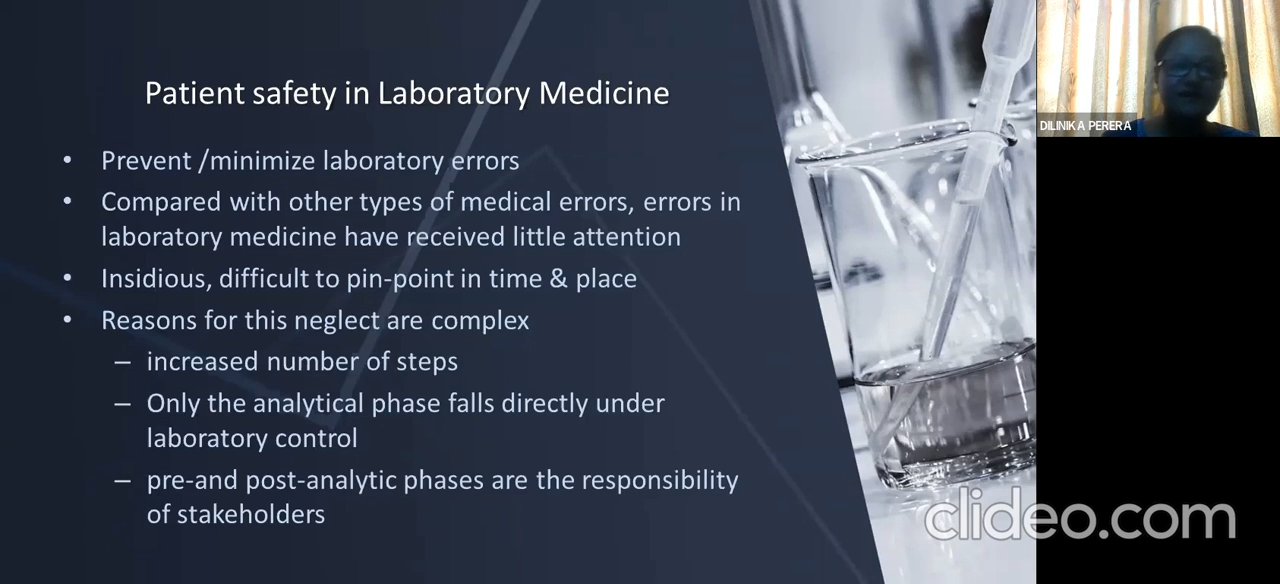 Patient safety in Laboratory Medicine
• Prevent /minimize laboratory errors
• Compared with other types of medical errors, errors in
laboratory medicine have received little attention
• Insidious, difficult to pin-point in time & place
• Reasons for this neglect are complex
– increased number of steps
– Only the analytical phase falls directly under
laboratory control
– pre-and post-analytic phases are the responsibility
of stakeholders
DILINIKA PERERA
clideo.com